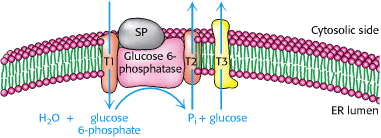 Cytosolic side
SP
T1
Glucose 6-
phosphatase
T2
T3
ER lumen
H₂O + glucose
6-phosphate
Pᵢ + glucose